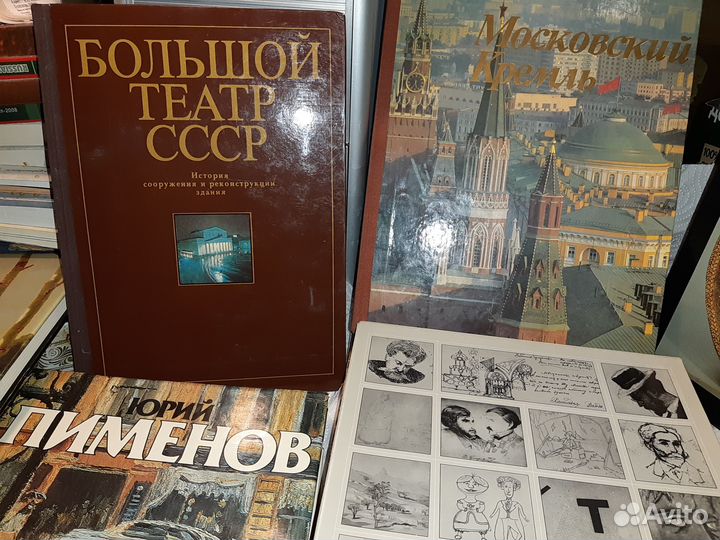 БОЛЬШОЙ
ТЕАТР
СССР
История
сооружения и реконструкции
здания
Московский
Кремль
ЮРИЙ
ПИМЕНОВ
У Т
Avito